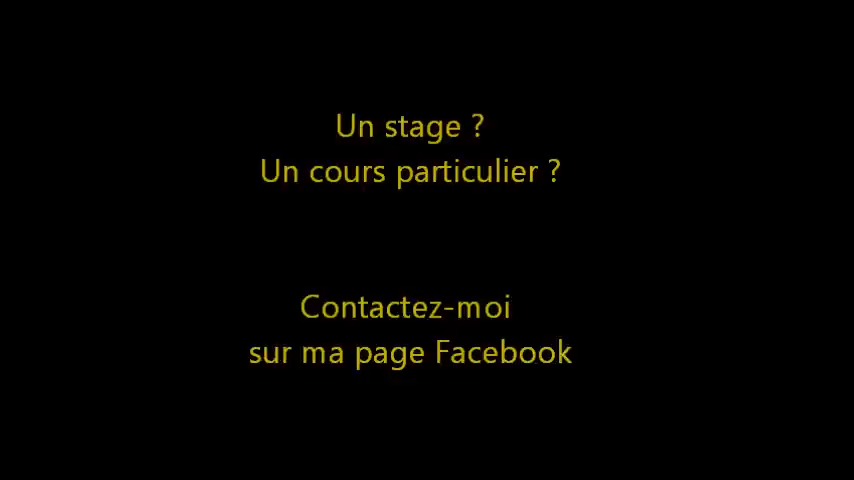 Un stage ?
Un cours particulier ?
Contactez-moi
sur ma page Facebook